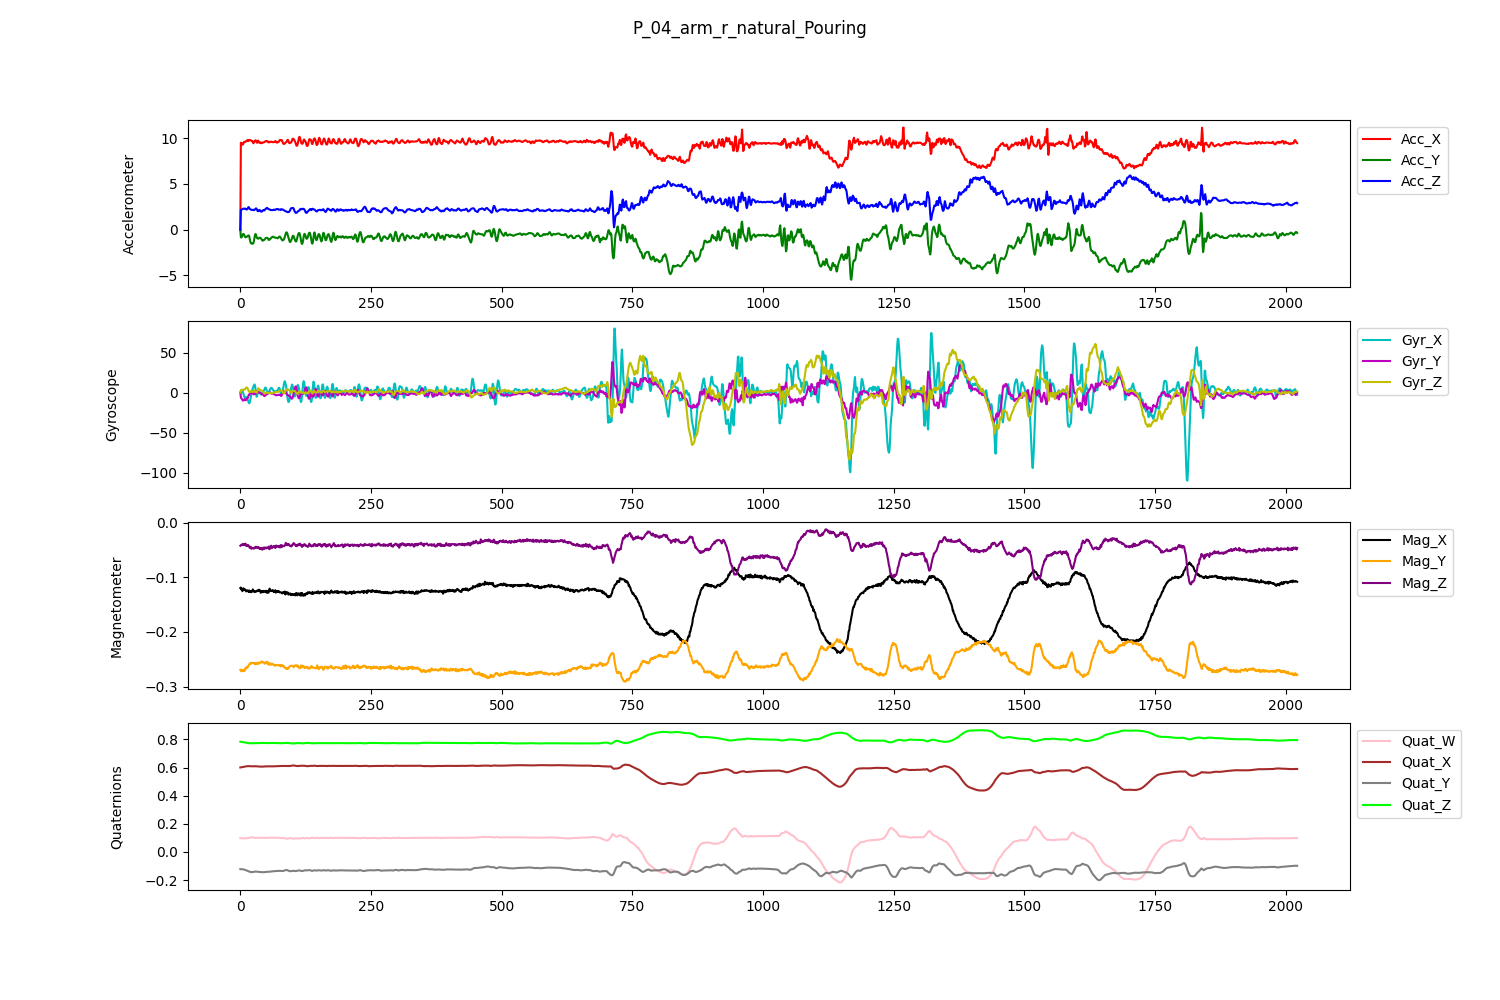 P_04_arm_r_natural_Pouring
Accelerometer
10
5
0
−5
0 250 500 750 1000 1250 1500 1750 2000
Acc_X
Acc_Y
Acc_Z
Gyroscope
50
0
−50
−100
0 250 500 750 1000 1250 1500 1750 2000
Gyr_X
Gyr_Y
Gyr_Z
Magnetometer
0.0
−0.1
−0.2
−0.3
0 250 500 750 1000 1250 1500 1750 2000
Mag_X
Mag_Y
Mag_Z
Quaternions
0.8
0.6
0.4
0.2
0.0
−0.2
0 250 500 750 1000 1250 1500 1750 2000
Quat_W
Quat_X
Quat_Y
Quat_Z